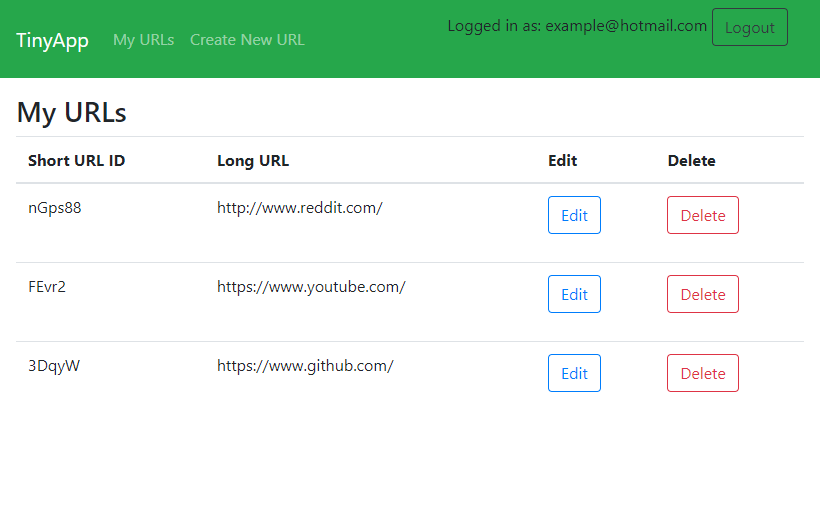 TinyApp My URLs Create New URL Logged in as: example@hotmail.com Logout
My URLs
Short URL ID Long URL Edit Delete
nGps88 http://www.reddit.com/ Edit Delete
FEvr2 https://www.youtube.com/ Edit Delete
3DqyW https://www.github.com/ Edit Delete